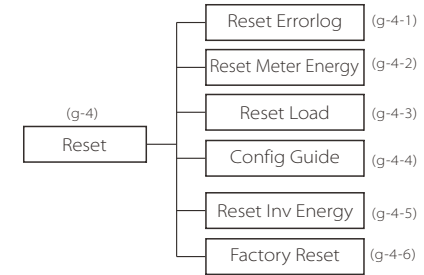 Reset Errorlog (g-4-1)
Reset Meter Energy (g-4-2)
(g-4)
Reset Load (g-4-3)
Reset
Config Guide (g-4-4)
Reset Inv Energy (g-4-5)
Factory Reset (g-4-6)